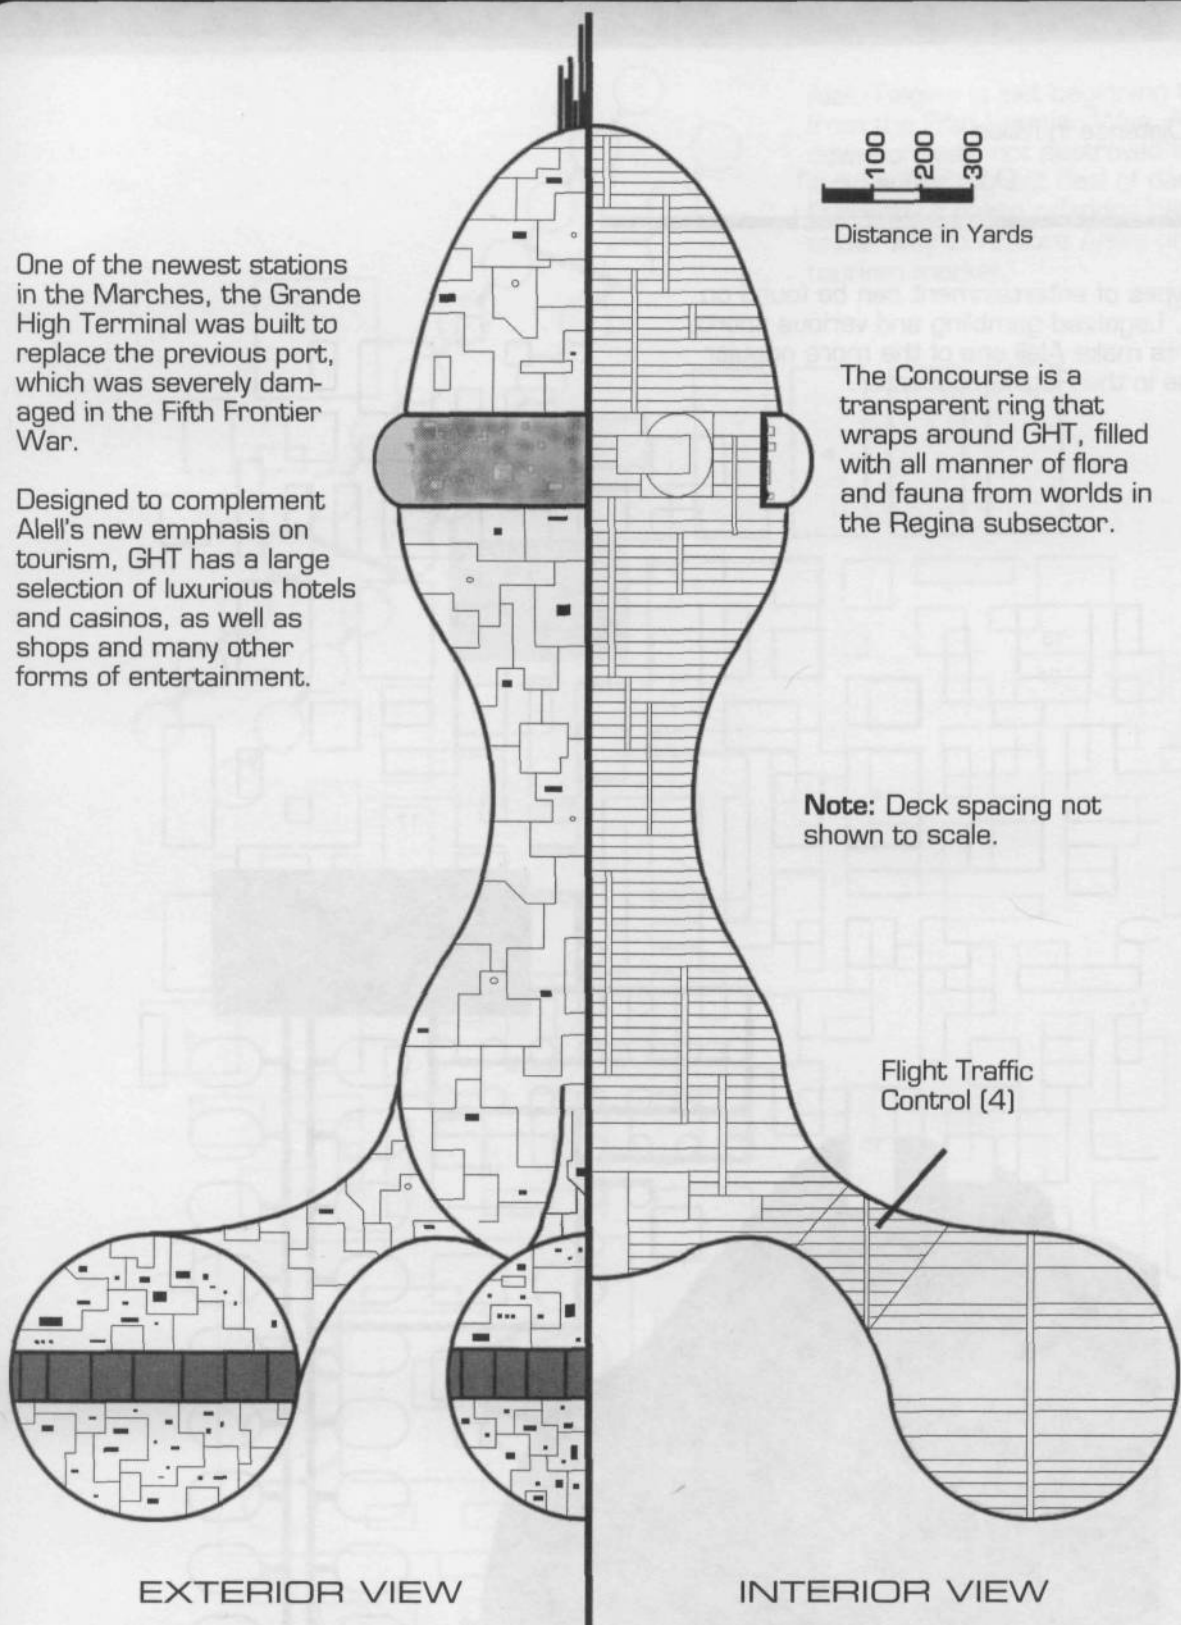 One of the newest stations
in the Marches, the Grande
High Terminal was built to
replace the previous port,
which was severely dam-
aged in the Fifth Frontier
War.
Designed to complement
Alell's new emphasis on
tourism, GHT has a large
selection of luxurious hotels
and casinos, as well as
shops and many other
forms of entertainment.
100
200
300
Distance in Yards
The Concourse is a
transparent ring that
wraps around GHT, filled
with all manner of flora
and fauna from worlds in
the Regina subsector.
Note: Deck spacing not
shown to scale.
Flight Traffic
Control (4)
EXTERIOR VIEW
INTERIOR VIEW